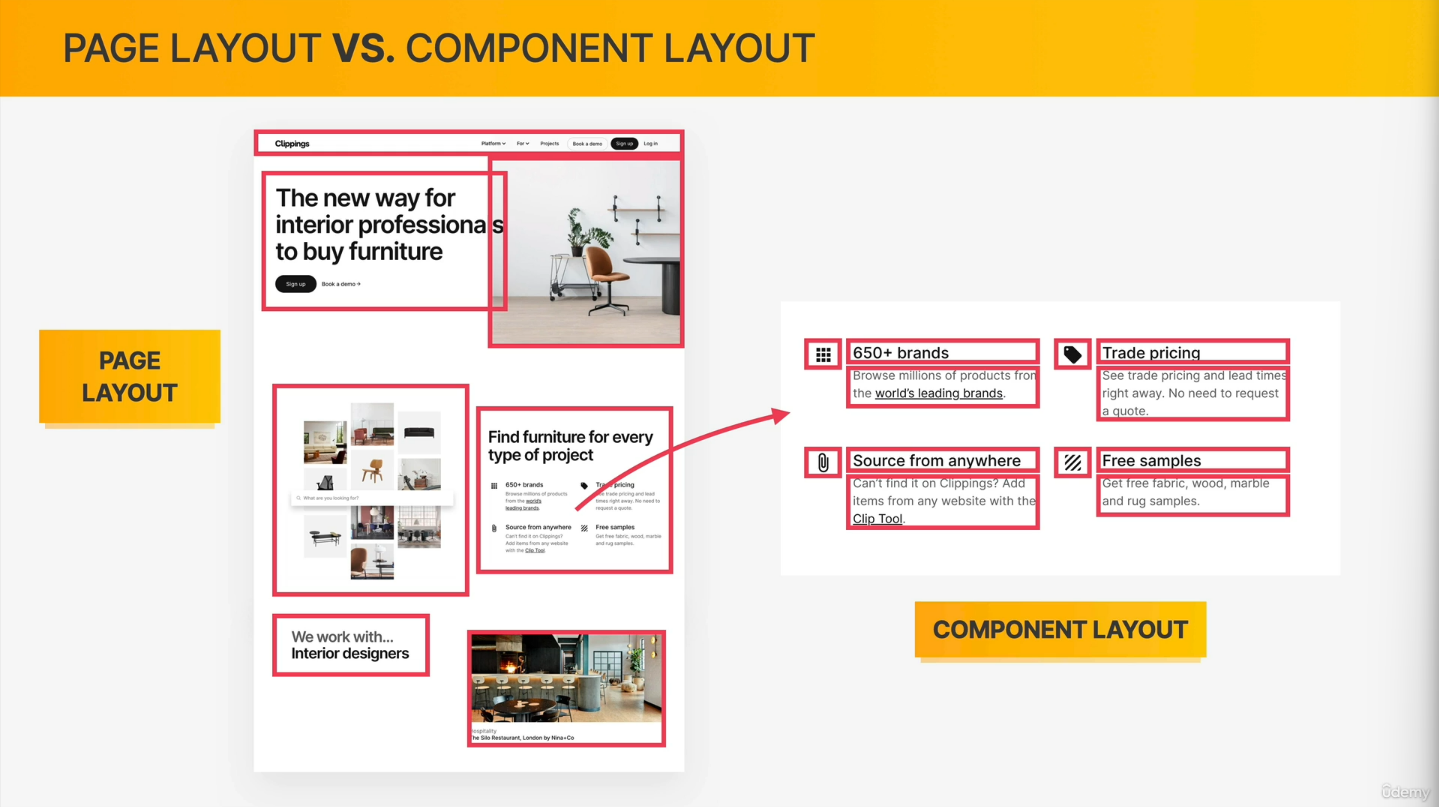 PAGE LAYOUT VS. COMPONENT LAYOUT
Clippings
Platform
For
Projects
Book a demo
Sign up
Log in
The new way for
interior professionals
to buy furniture
Sign up
Book a demo →
PAGE
LAYOUT
What are you looking for?
Find furniture for every
type of project
650+ brands
Browse millions of products
from the world's
leading brands.
Trade pricing
See trade pricing and lead
times right away. No need to
request a quote.
Source from anywhere
Can't find it on Clippings?
Add items from any website
with the Clip Tool.
Free samples
Get free fabric, wood, marble
and rug samples.
We work with...
Interior designers
Hospitality
The Silo Restaurant, London by Nina+Co
650+ brands
Browse millions of products from
the world's leading brands.
Trade pricing
See trade pricing and lead times
right away. No need to request
a quote.
Source from anywhere
Can't find it on Clippings? Add
items from any website with the
Clip Tool.
Free samples
Get free fabric, wood, marble
and rug samples.
COMPONENT LAYOUT
ûdemy